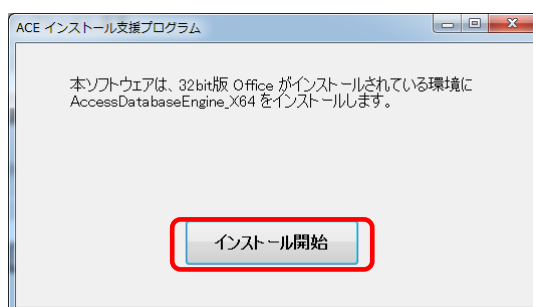 ACE インストール支援プログラム
本ソフトウェアは、32bit版 Office がインストールされている環境に
AccessDatabaseEngine_X64 をインストールします。
インストール開始